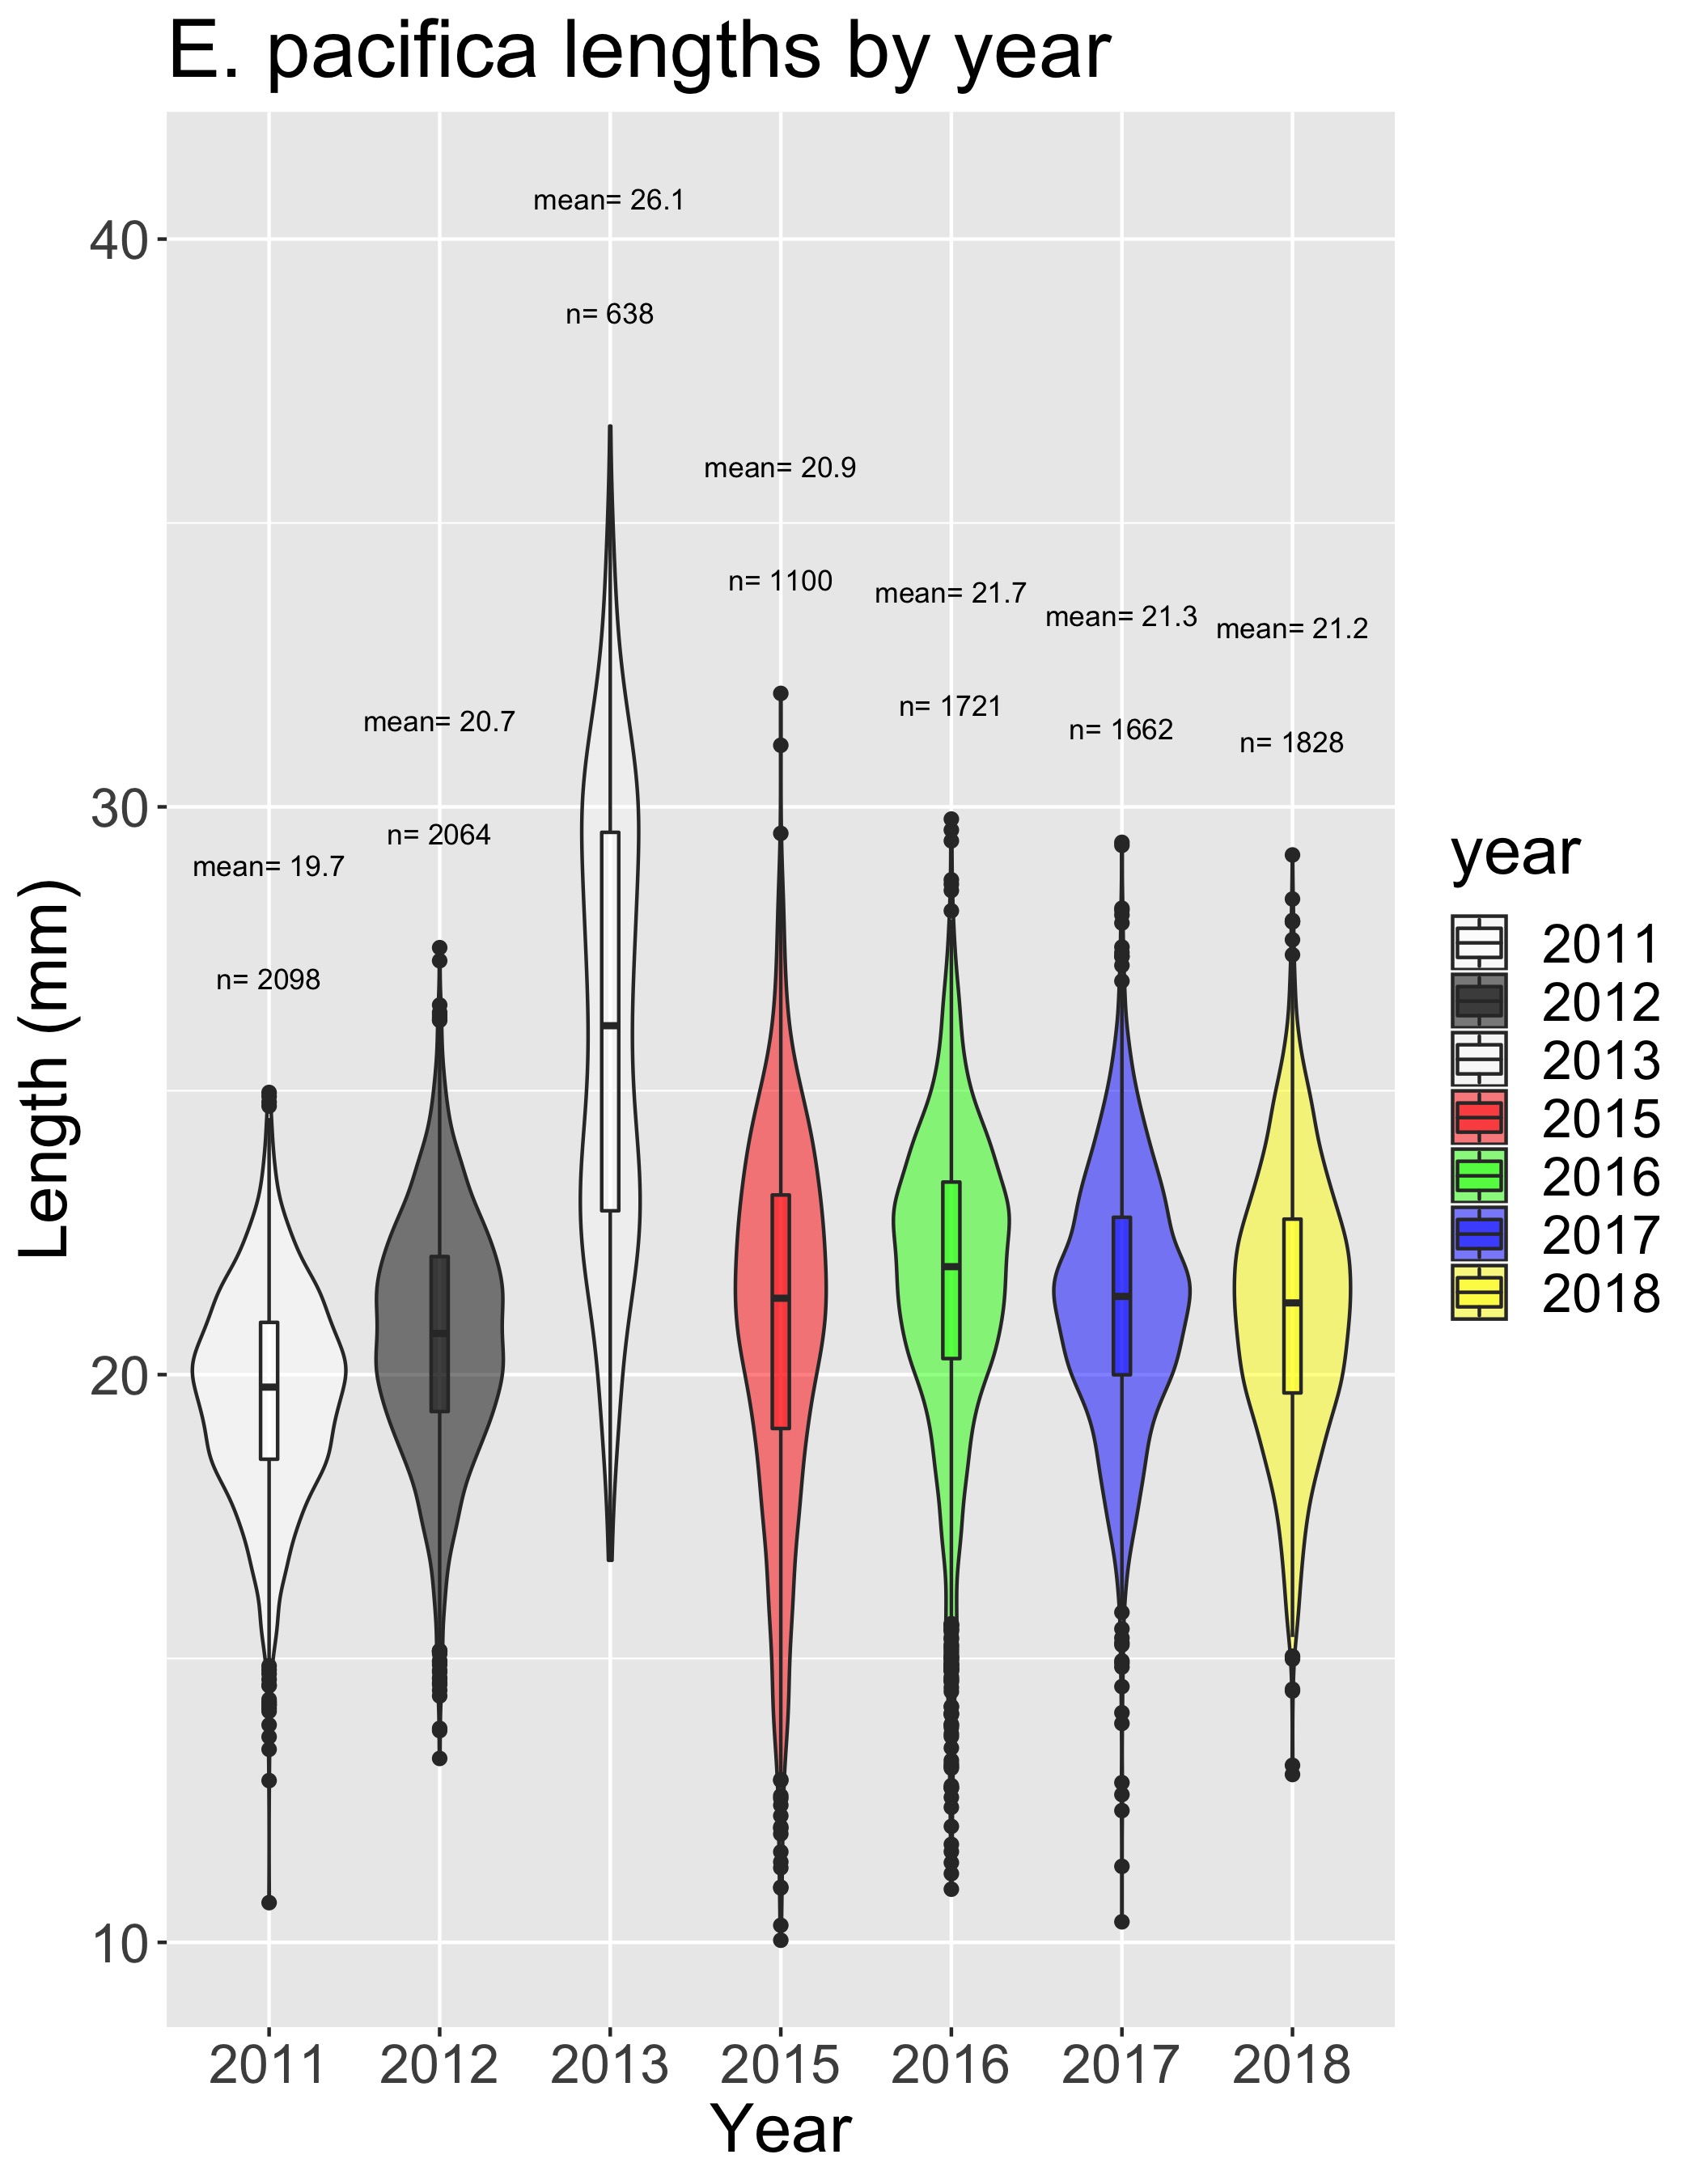 E. pacifica lengths by year
mean= 26.1
40
n= 638
mean= 20.9
n= 1100
mean= 21.7
mean= 21.3
mean= 21.2
n= 1721
mean= 20.7
n= 1662
n= 1828
30
n= 2064
mean= 19.7
n= 2098
20
10
Length (mm)
2011 2012 2013 2015 2016 2017 2018
Year
year
2011
2012
2013
2015
2016
2017
2018